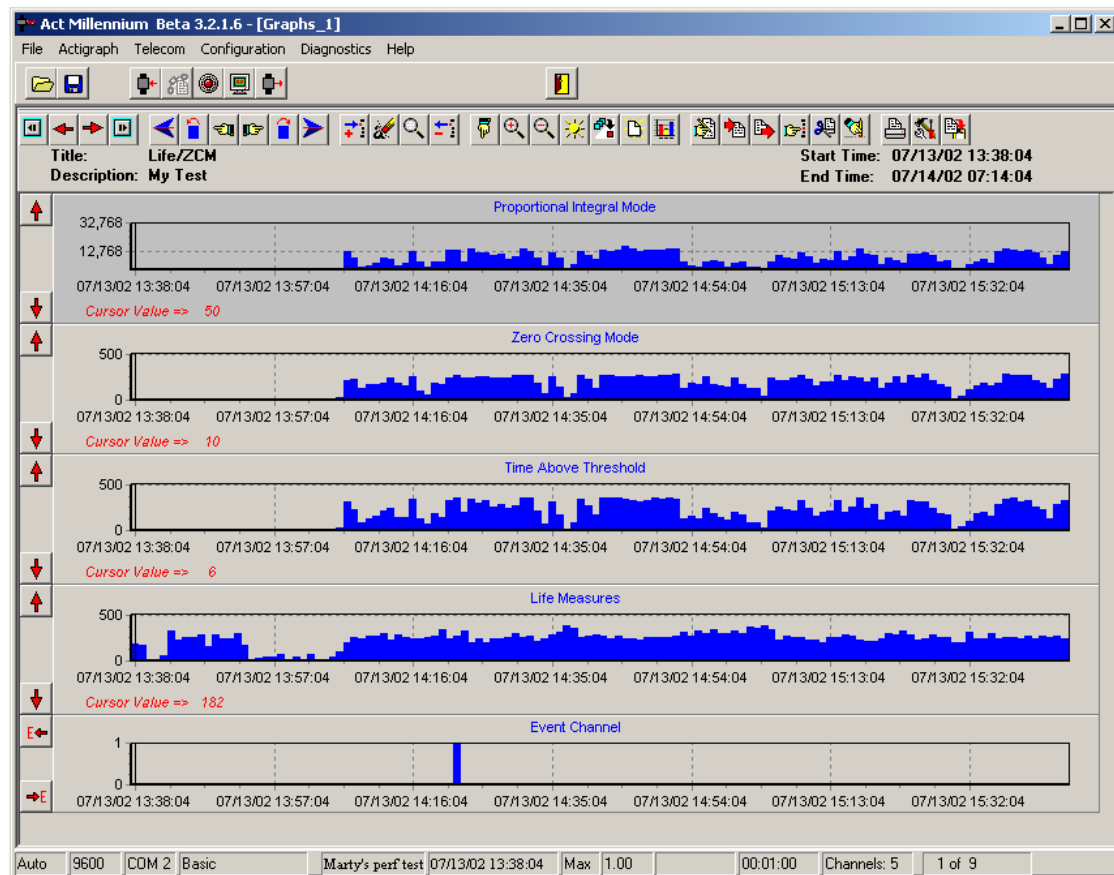 Act Millennium Beta 3.2.1.6 - [Graphs_1]
File Actigraph Telecom Configuration Diagnostics Help
Title: Life/ZCM
Start Time: 07/13/02 13:38:04
Description: My Test
End Time: 07/14/02 07:14:04
Proportional Integral Mode
32,768
12,768
07/13/02 13:38:04 07/13/02 13:57:04 07/13/02 14:16:04 07/13/02 14:35:04 07/13/02 14:54:04 07/13/02 15:13:04 07/13/02 15:32:04
Cursor Value => 50
Zero Crossing Mode
500
0
07/13/02 13:38:04 07/13/02 13:57:04 07/13/02 14:16:04 07/13/02 14:35:04 07/13/02 14:54:04 07/13/02 15:13:04 07/13/02 15:32:04
Cursor Value => 10
Time Above Threshold
500
0
07/13/02 13:38:04 07/13/02 13:57:04 07/13/02 14:16:04 07/13/02 14:35:04 07/13/02 14:54:04 07/13/02 15:13:04 07/13/02 15:32:04
Cursor Value => 6
Life Measures
500
0
07/13/02 13:38:04 07/13/02 13:57:04 07/13/02 14:16:04 07/13/02 14:35:04 07/13/02 14:54:04 07/13/02 15:13:04 07/13/02 15:32:04
Cursor Value => 182
E
Event Channel
1
0
E
07/13/02 13:38:04 07/13/02 13:57:04 07/13/02 14:16:04 07/13/02 14:35:04 07/13/02 14:54:04 07/13/02 15:13:04 07/13/02 15:32:04
Auto 9600 COM 2 Basic Marty's perf test 07/13/02 13:38:04 Max 1.00 00:01:00 Channels: 5 1 of 9